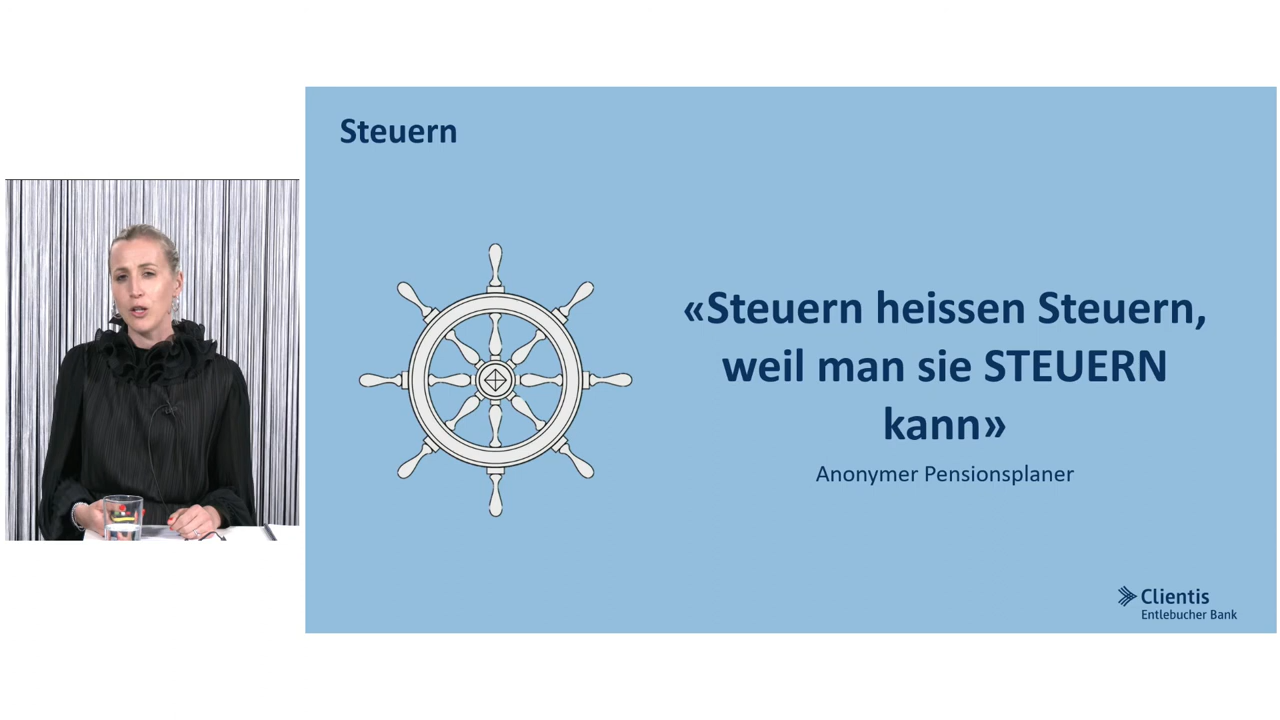 Steuern
«Steuern heissen Steuern,
weil man sie STEUERN
kann»
Anonymer Pensionsplaner
Clientis
Entlebucher Bank